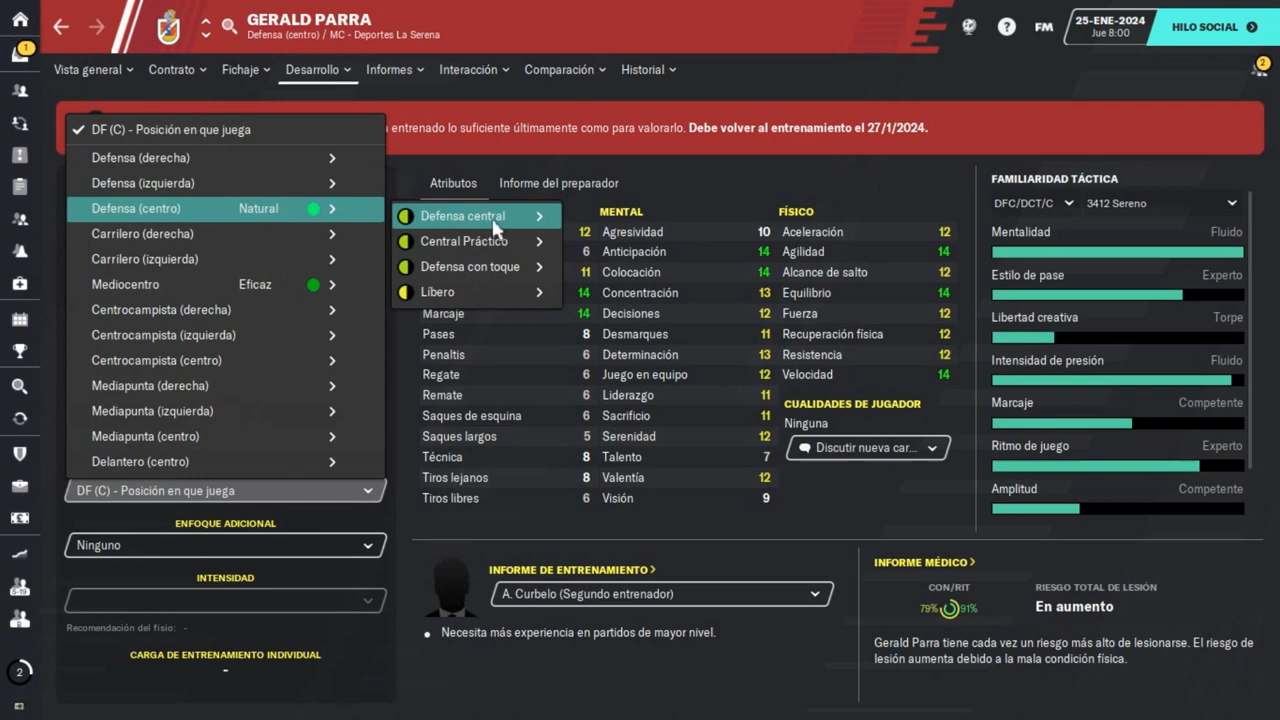 GERALD PARRA
Defensa (centro) / MC - Deportes La Serena
FM
25-ENE-2024
Jue 8:00
HILO SOCIAL
1
2
Vista general
Contrato
Fichaje
Desarrollo
Informes
Interacción
Comparación
Historial
entrenado lo suficiente últimamente como para valorarlo. Debe volver al entrenamiento el 27/1/2024.
DF (C) - Posición en que juega
Defensa (derecha)
Defensa (izquierda)
Defensa (centro) Natural
Carrilero (derecha)
Carrilero (izquierda)
Mediocentro Eficaz
Centrocampista (derecha)
Centrocampista (izquierda)
Centrocampista (centro)
Mediapunta (derecha)
Mediapunta (izquierda)
Mediapunta (centro)
Delantero (centro)
DF (C) - Posición en que juega
ENFOQUE ADICIONAL
Ninguno
INTENSIDAD
Recomendación del fisio: -
CARGA DE ENTRENAMIENTO INDIVIDUAL
-
Defensa central
Central Práctico
Defensa con toque
Líbero
Atributos
Informe del preparador
12
6
11
14
Marcaje 14
Pases 8
Penaltis 6
Regate 6
Remate 6
Saques de esquina 6
Saques largos 5
Técnica 8
Tiros lejanos 8
Tiros libres 6
MENTAL
Agresividad 10
Anticipación 14
Colocación 14
Concentración 13
Decisiones 12
Desmarques 11
Determinación 13
Juego en equipo 12
Liderazgo 11
Sacrificio 11
Serenidad 12
Talento 7
Valentía 12
Visión 9
FÍSICO
Aceleración 12
Agilidad 14
Alcance de salto 12
Equilibrio 14
Fuerza 12
Recuperación física 12
Resistencia 12
Velocidad 14
CUALIDADES DE JUGADOR
Ninguna
Discutir nueva car...
FAMILIARIDAD TÁCTICA
DFC/DCT/C
3412 Sereno
Mentalidad Fluido
Estilo de pase Experto
Libertad creativa Torpe
Intensidad de presión Fluido
Marcaje Competente
Ritmo de juego Experto
Amplitud Competente
INFORME DE ENTRENAMIENTO
A. Curbelo (Segundo entrenador)
Necesita más experiencia en partidos de mayor nivel.
INFORME MÉDICO
CON/RIT
79% 91%
RIESGO TOTAL DE LESIÓN
En aumento
Gerald Parra tiene cada vez un riesgo más alto de lesionarse. El riesgo de
lesión aumenta debido a la mala condición física.
2